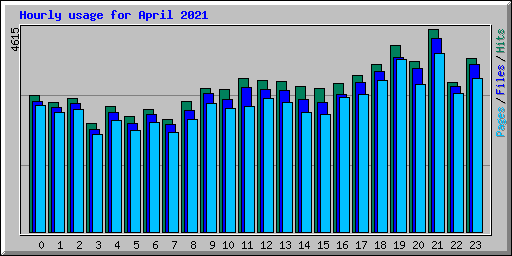 Hourly usage for April 2021
4615
Pages / Files / Hits
0 1 2 3 4 5 6 7 8 9 10 11 12 13 14 15 16 17 18 19 20 21 22 23